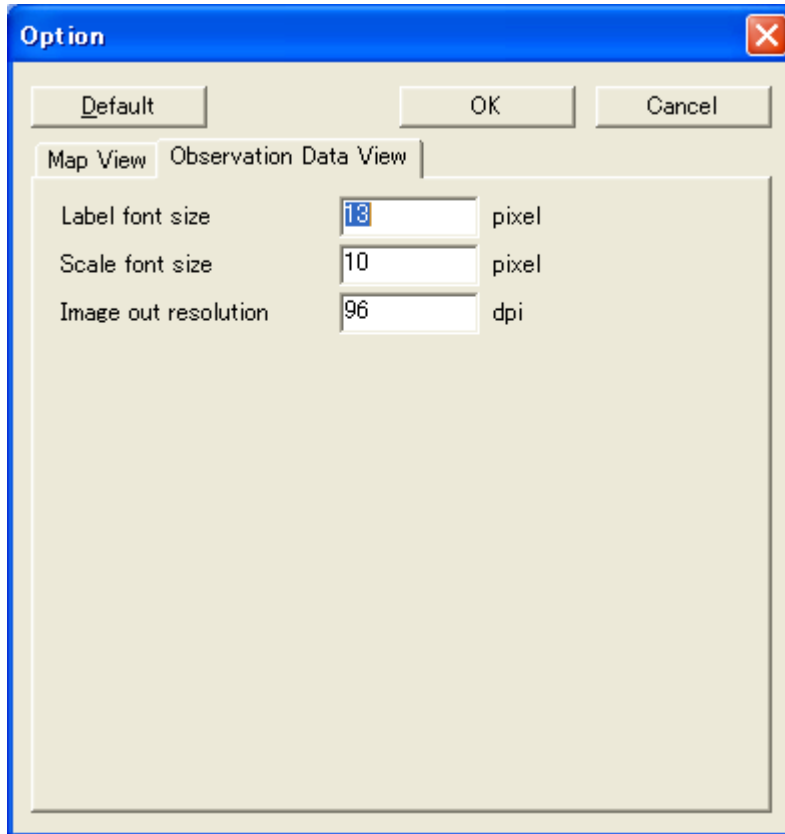 Option
Default OK Cancel
Map View Observation Data View
Label font size 13 pixel
Scale font size 10 pixel
Image out resolution 96 dpi